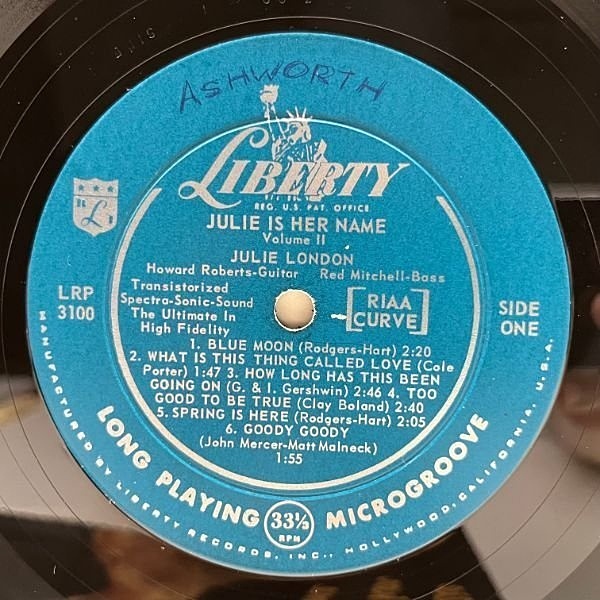 ASHWORTH
LIBERTY
REG. U.S. PAT. OFFICE
JULIE IS HER NAME
Volume II
JULIE LONDON
Howard Roberts-Guitar Red Mitchell-Bass
Transistorized
Spectra-Sonic-Sound
The Ultimate In
High Fidelity
LRP
3100
[RIAA
CURVE]
SIDE
ONE
1. BLUE MOON (Rodgers-Hart) 2:20
2. WHAT IS THIS THING CALLED LOVE (Cole
Porter) 1:47 3. HOW LONG HAS THIS BEEN
GOING ON (G. & I. Gershwin) 2:46 4. TOO
GOOD TO BE TRUE (Clay Boland) 2:40
5. SPRING IS HERE (Rodgers-Hart) 2:05
6. GOODY GOODY
(John Mercer-Matt Malneck)
1:55
LONG PLAYING 33⅓ RPM MICROGROOVE
MANUFACTURED BY LIBERTY RECORDS, INC., HOLLYWOOD, CALIFORNIA, U.S.A.